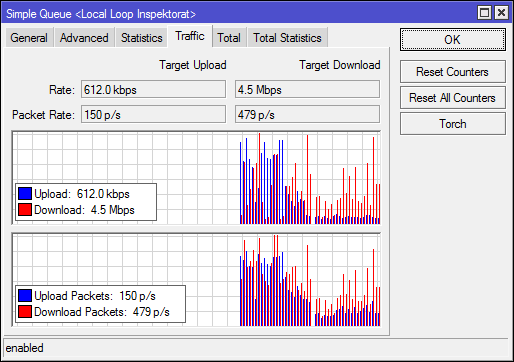 Simple Queue <Local Loop Inspektorat>
General Advanced Statistics Traffic Total Total Statistics
OK
Reset Counters
Reset All Counters
Torch
Target Upload Target Download
Rate: 612.0 kbps 4.5 Mbps
Packet Rate: 150 p/s 479 p/s
Upload: 612.0 kbps
Download: 4.5 Mbps
Upload Packets: 150 p/s
Download Packets: 479 p/s
enabled